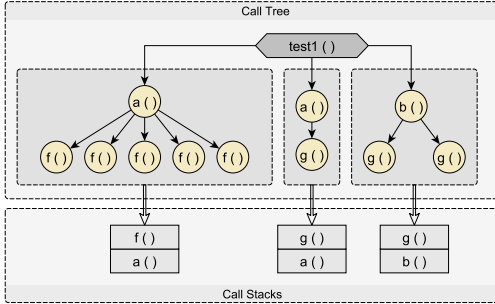 Call Tree
test1 ( )
a ( )
a ( )
b ( )
f ( ) f ( ) f ( ) f ( ) f ( )
g ( )
g ( ) g ( )
f ( )
a ( )
g ( )
a ( )
g ( )
b ( )
Call Stacks